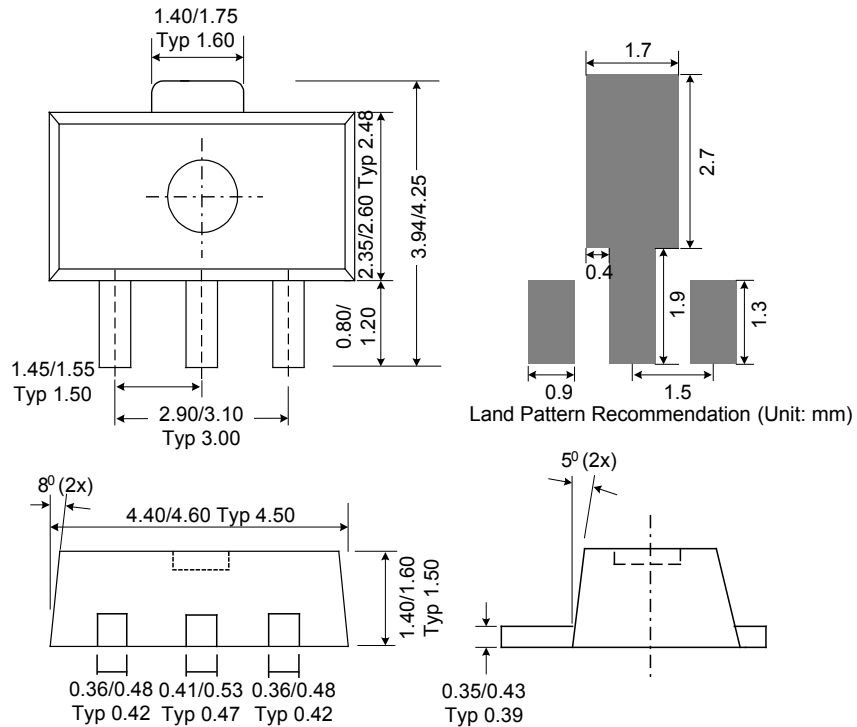 1.40/1.75
Typ 1.60
2.35/2.60 Typ 2.48
3.94/4.25
0.80/
1.20
1.45/1.55
Typ 1.50
2.90/3.10
Typ 3.00
1.7
2.7
0.4
1.9
1.3
0.9
1.5
Land Pattern Recommendation (Unit: mm)
8⁰ (2x)
4.40/4.60 Typ 4.50
1.40/1.60
Typ 1.50
0.36/0.48
Typ 0.42
0.41/0.53
Typ 0.47
0.36/0.48
Typ 0.42
5⁰ (2x)
0.35/0.43
Typ 0.39